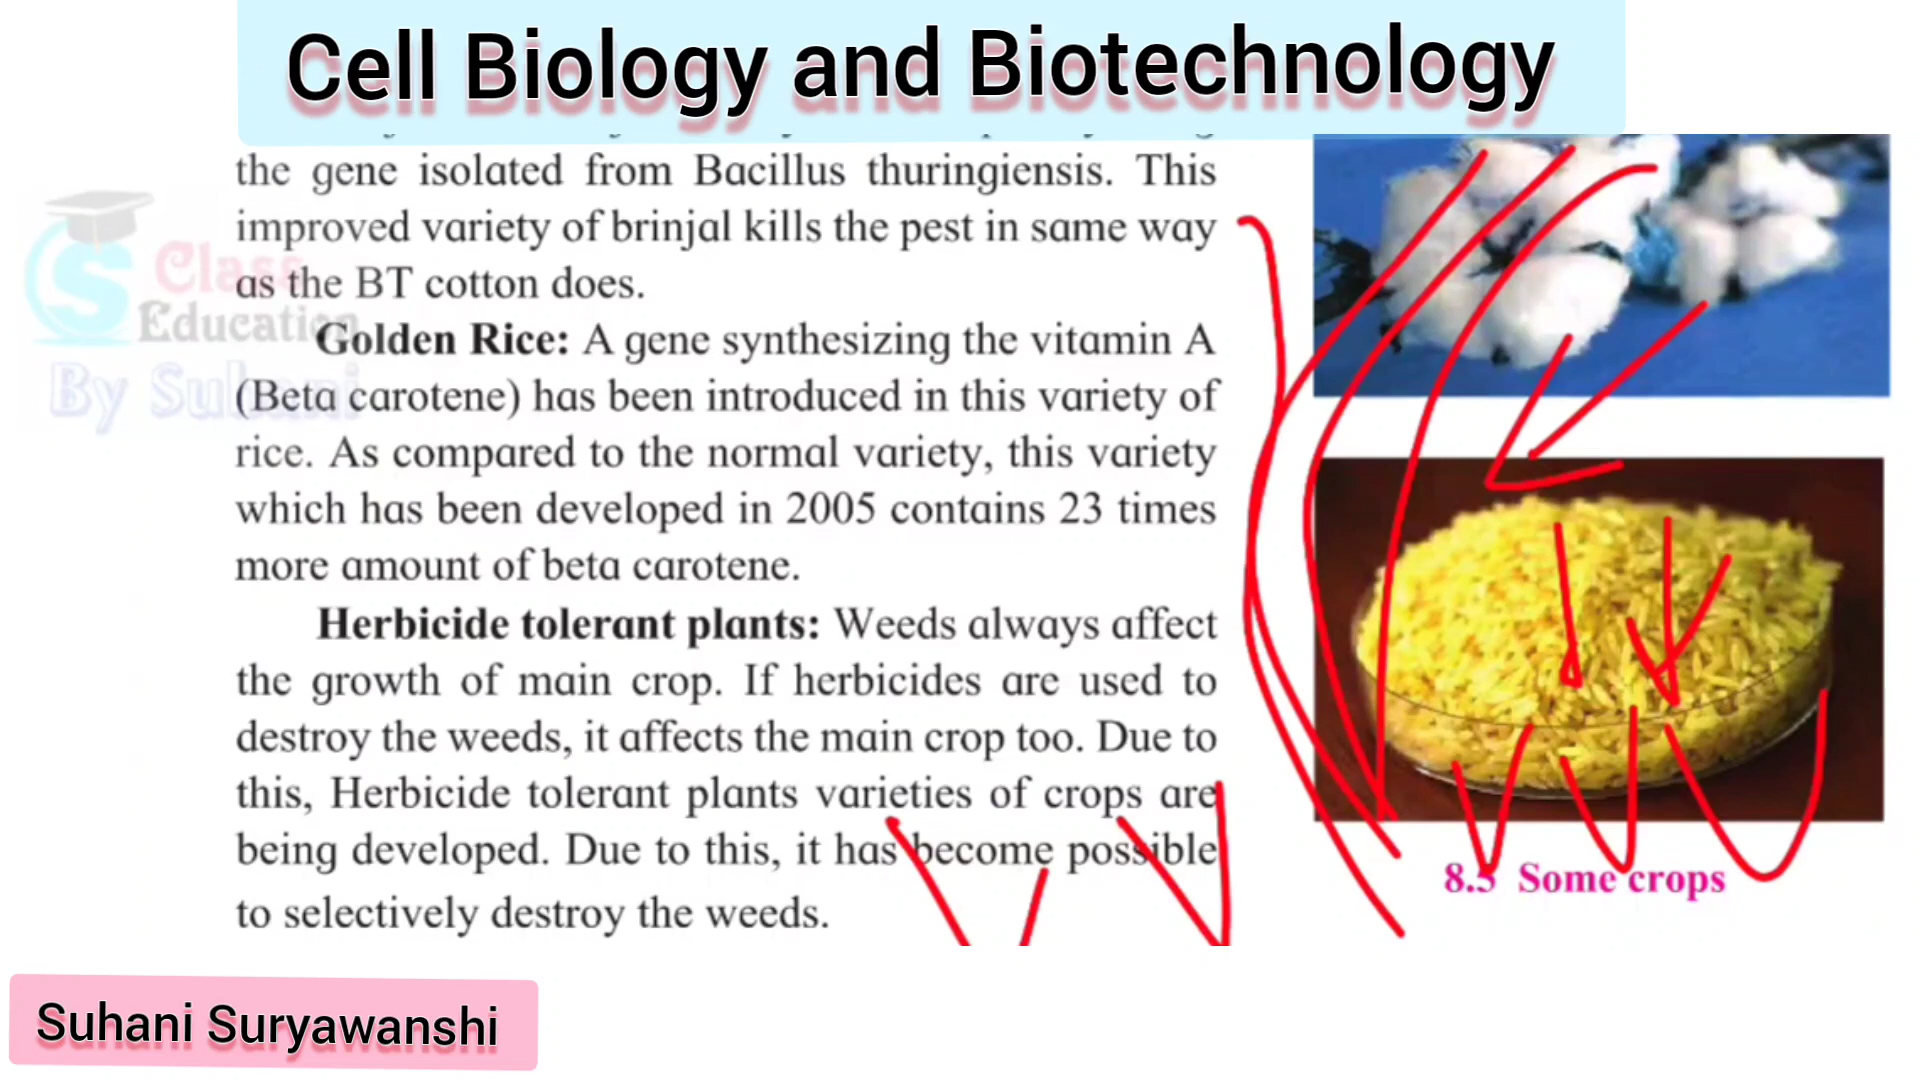 Cell Biology and Biotechnology
the gene isolated from Bacillus thuringiensis. This
improved variety of brinjal kills the pest in same way
as the BT cotton does.
Golden Rice: A gene synthesizing the vitamin A
(Beta carotene) has been introduced in this variety of
rice. As compared to the normal variety, this variety
which has been developed in 2005 contains 23 times
more amount of beta carotene.
Herbicide tolerant plants: Weeds always affect
the growth of main crop. If herbicides are used to
destroy the weeds, it affects the main crop too. Due to
this, Herbicide tolerant plants varieties of crops are
being developed. Due to this, it has become possible
to selectively destroy the weeds.
Class
Education
By Suhani
8.5 Some crops
Suhani Suryawanshi